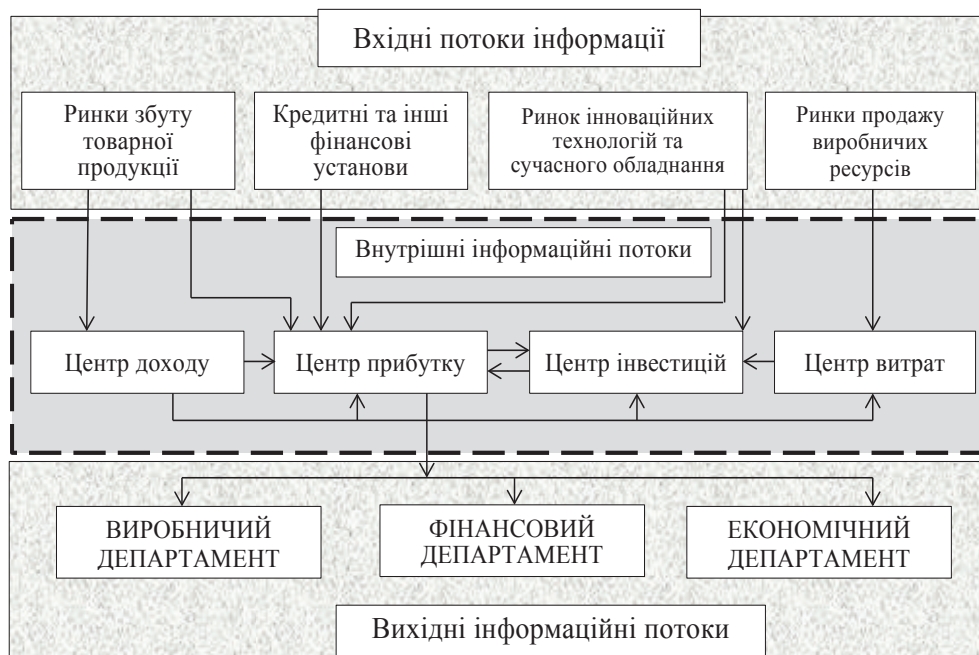 Вхідні потоки інформації
Ринки збуту
товарної
продукції
Кредитні та інші
фінансові
установи
Ринок інноваційних
технологій та
сучасного обладнання
Ринки продажу
виробничих
ресурсів
Внутрішні інформаційні потоки
Центр доходу
Центр прибутку
Центр інвестицій
Центр витрат
ВИРОБНИЧИЙ
ДЕПАРТАМЕНТ
ФІНАНСОВИЙ
ДЕПАРТАМЕНТ
ЕКОНОМІЧНИЙ
ДЕПАРТАМЕНТ
Вихідні інформаційні потоки